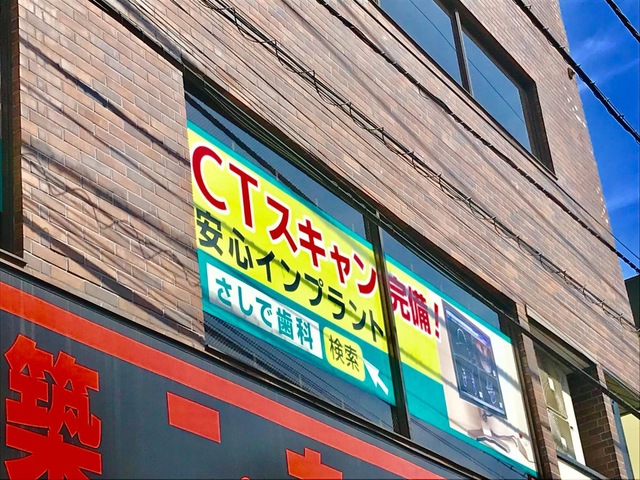 CTスキャン完備！
安心インプラント
さしで歯科 検索
築